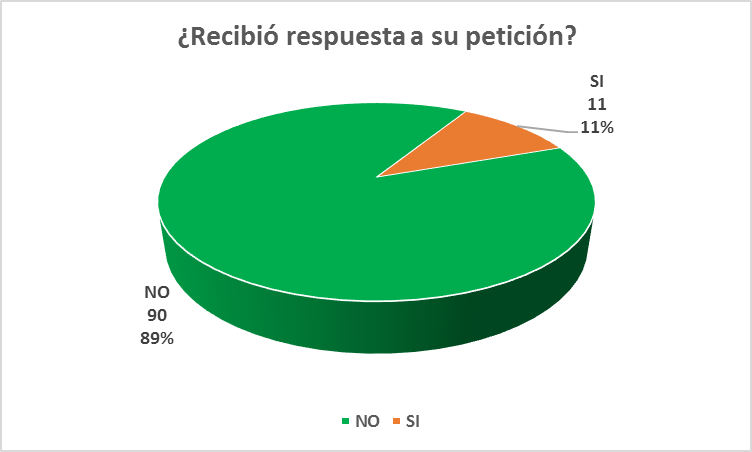 ¿Recibió respuesta a su petición?
SI
11
11%
NO
90
89%
NO SI